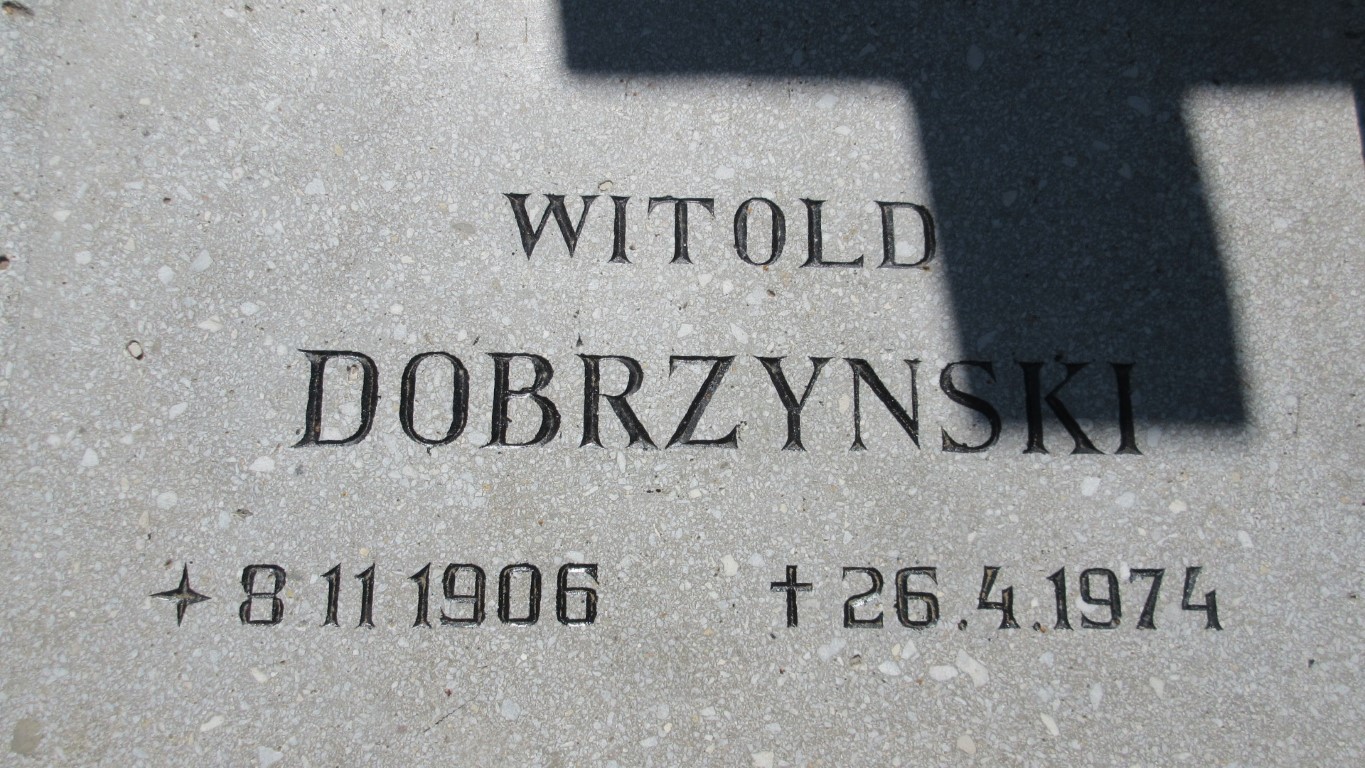 WITOLD
DOBRZYNSKI
✦ 8 11 1906 † 26.4.1974